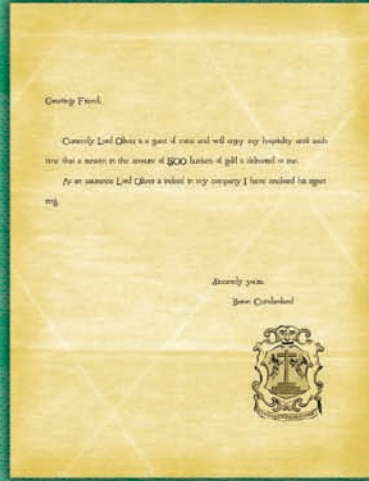 Greetings Friend:
Currently Lord Oliver is a guest of mine and will enjoy my hospitality until such
time that a ransom in the amount of 500 buckets of gold is delivered to me.
As an assurance Lord Oliver is indeed in my company I have enclosed his signet
ring.
Sincerely yours,
Baron Cumberland